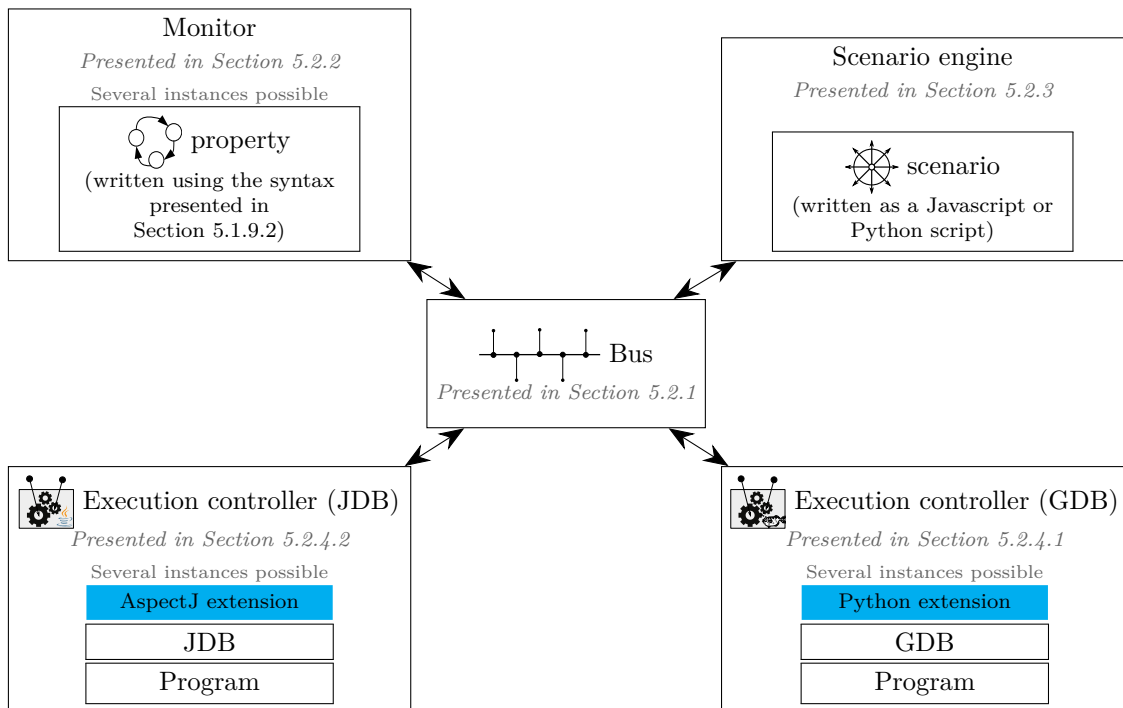 Monitor
Presented in Section 5.2.2
Several instances possible
property
(written using the syntax
presented in
Section 5.1.9.2)
Scenario engine
Presented in Section 5.2.3
scenario
(written as a Javascript or
Python script)
Bus
Presented in Section 5.2.1
Execution controller (JDB)
Presented in Section 5.2.4.2
Several instances possible
AspectJ extension
JDB
Program
Execution controller (GDB)
Presented in Section 5.2.4.1
Several instances possible
Python extension
GDB
Program